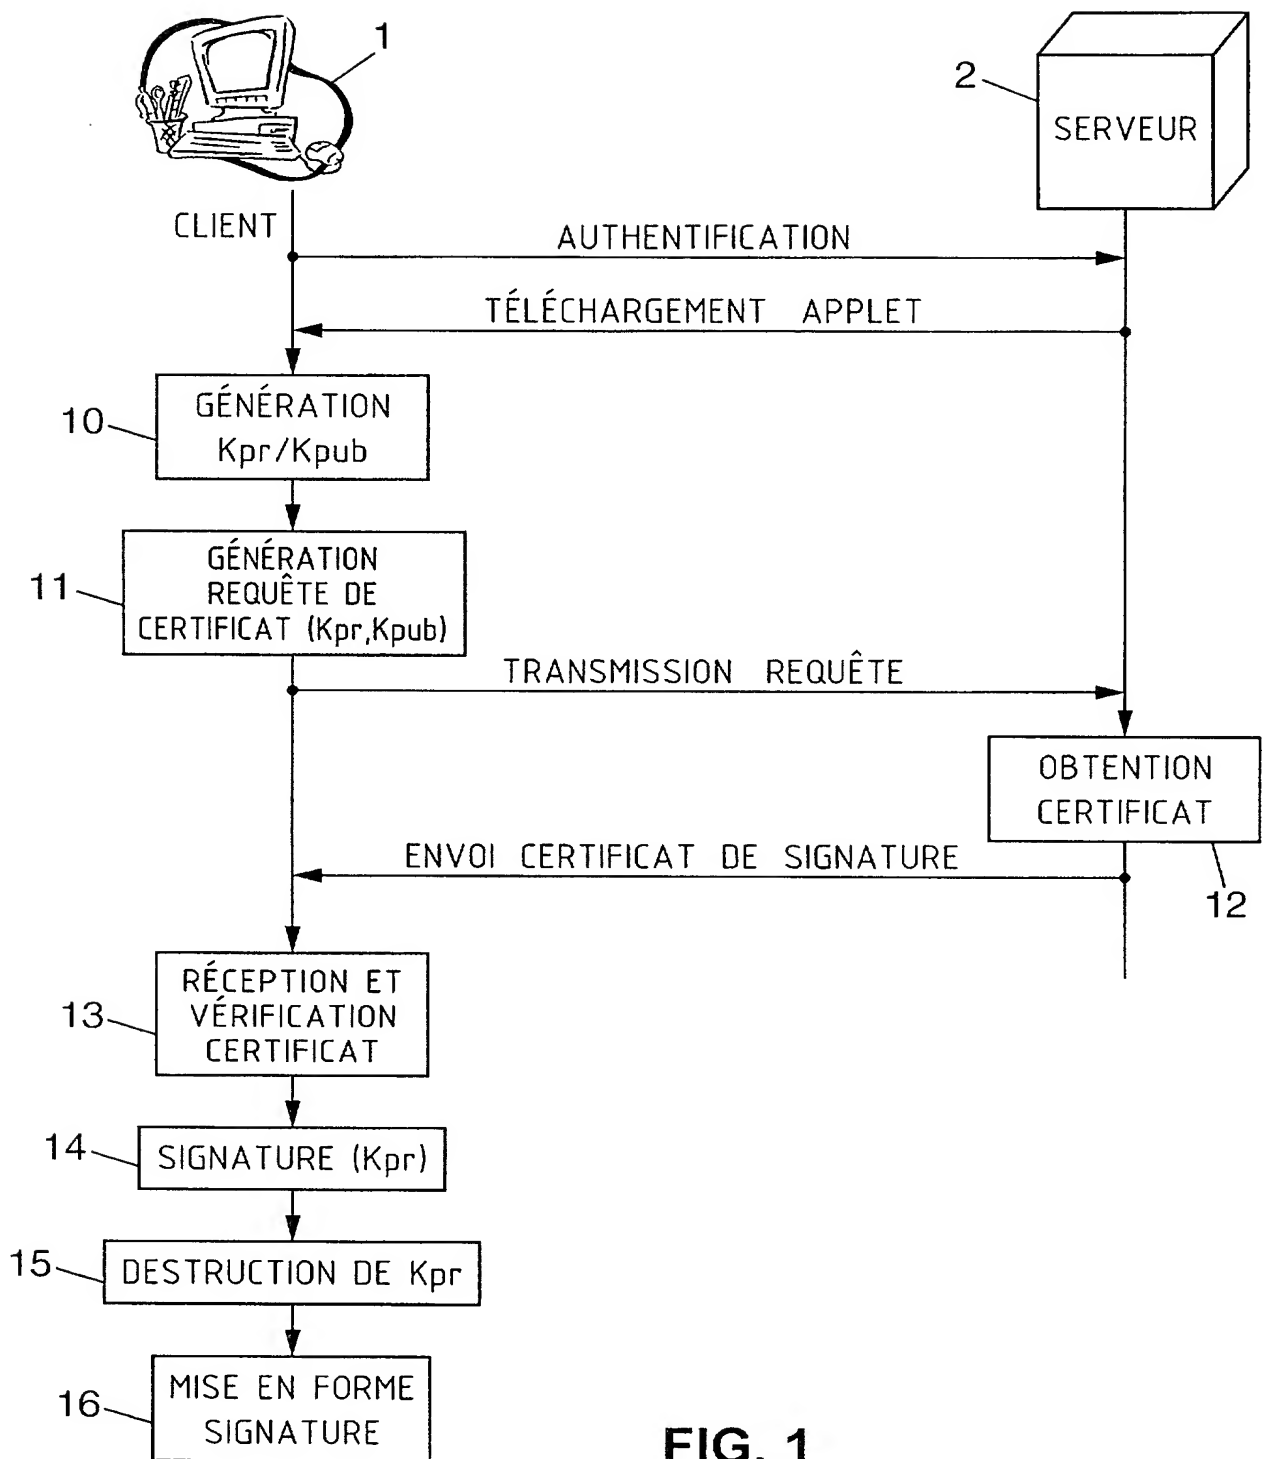 1
2
SERVEUR
CLIENT
AUTHENTIFICATION
TÉLÉCHARGEMENT APPLET
10
GÉNÉRATION
Kpr/Kpub
11
GÉNÉRATION
REQUÊTE DE
CERTIFICAT (Kpr,Kpub)
TRANSMISSION REQUÊTE
OBTENTION
CERTIFICAT
12
ENVOI CERTIFICAT DE SIGNATURE
13
RÉCEPTION ET
VÉRIFICATION
CERTIFICAT
14
SIGNATURE (Kpr)
15
DESTRUCTION DE Kpr
16
MISE EN FORME
SIGNATURE
FIG. 1